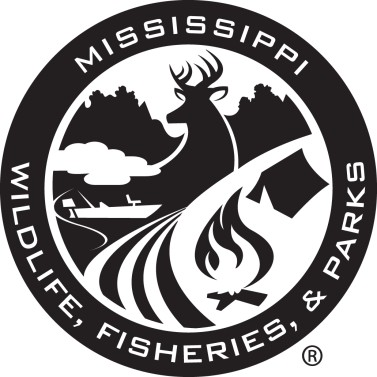 MISSISSIPPI
WILDLIFE, FISHERIES, & PARKS
®